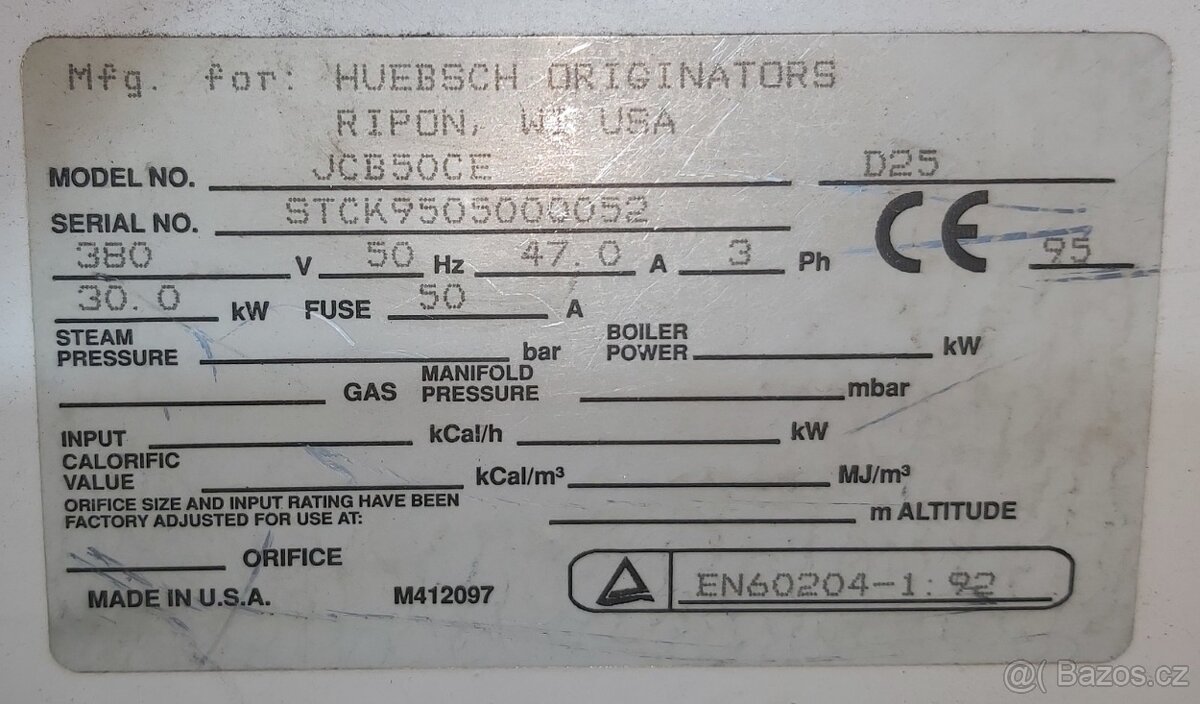 Mfg. for: HUEBSCH ORIGINATORS
RIPON, WI USA
MODEL NO. JCB50CE D25
SERIAL NO. STCK9505000052
CE 95
380 V 50 Hz 47.0 A 3 Ph
30.0 kW FUSE 50 A
STEAM PRESSURE bar BOILER POWER kW
GAS MANIFOLD PRESSURE mbar
INPUT kCal/h kW
CALORIFIC VALUE kCal/m³ MJ/m³
ORIFICE SIZE AND INPUT RATING HAVE BEEN
FACTORY ADJUSTED FOR USE AT: m ALTITUDE
ORIFICE
MADE IN U.S.A. M412097 EN60204-1:92
@( Bazos.cz